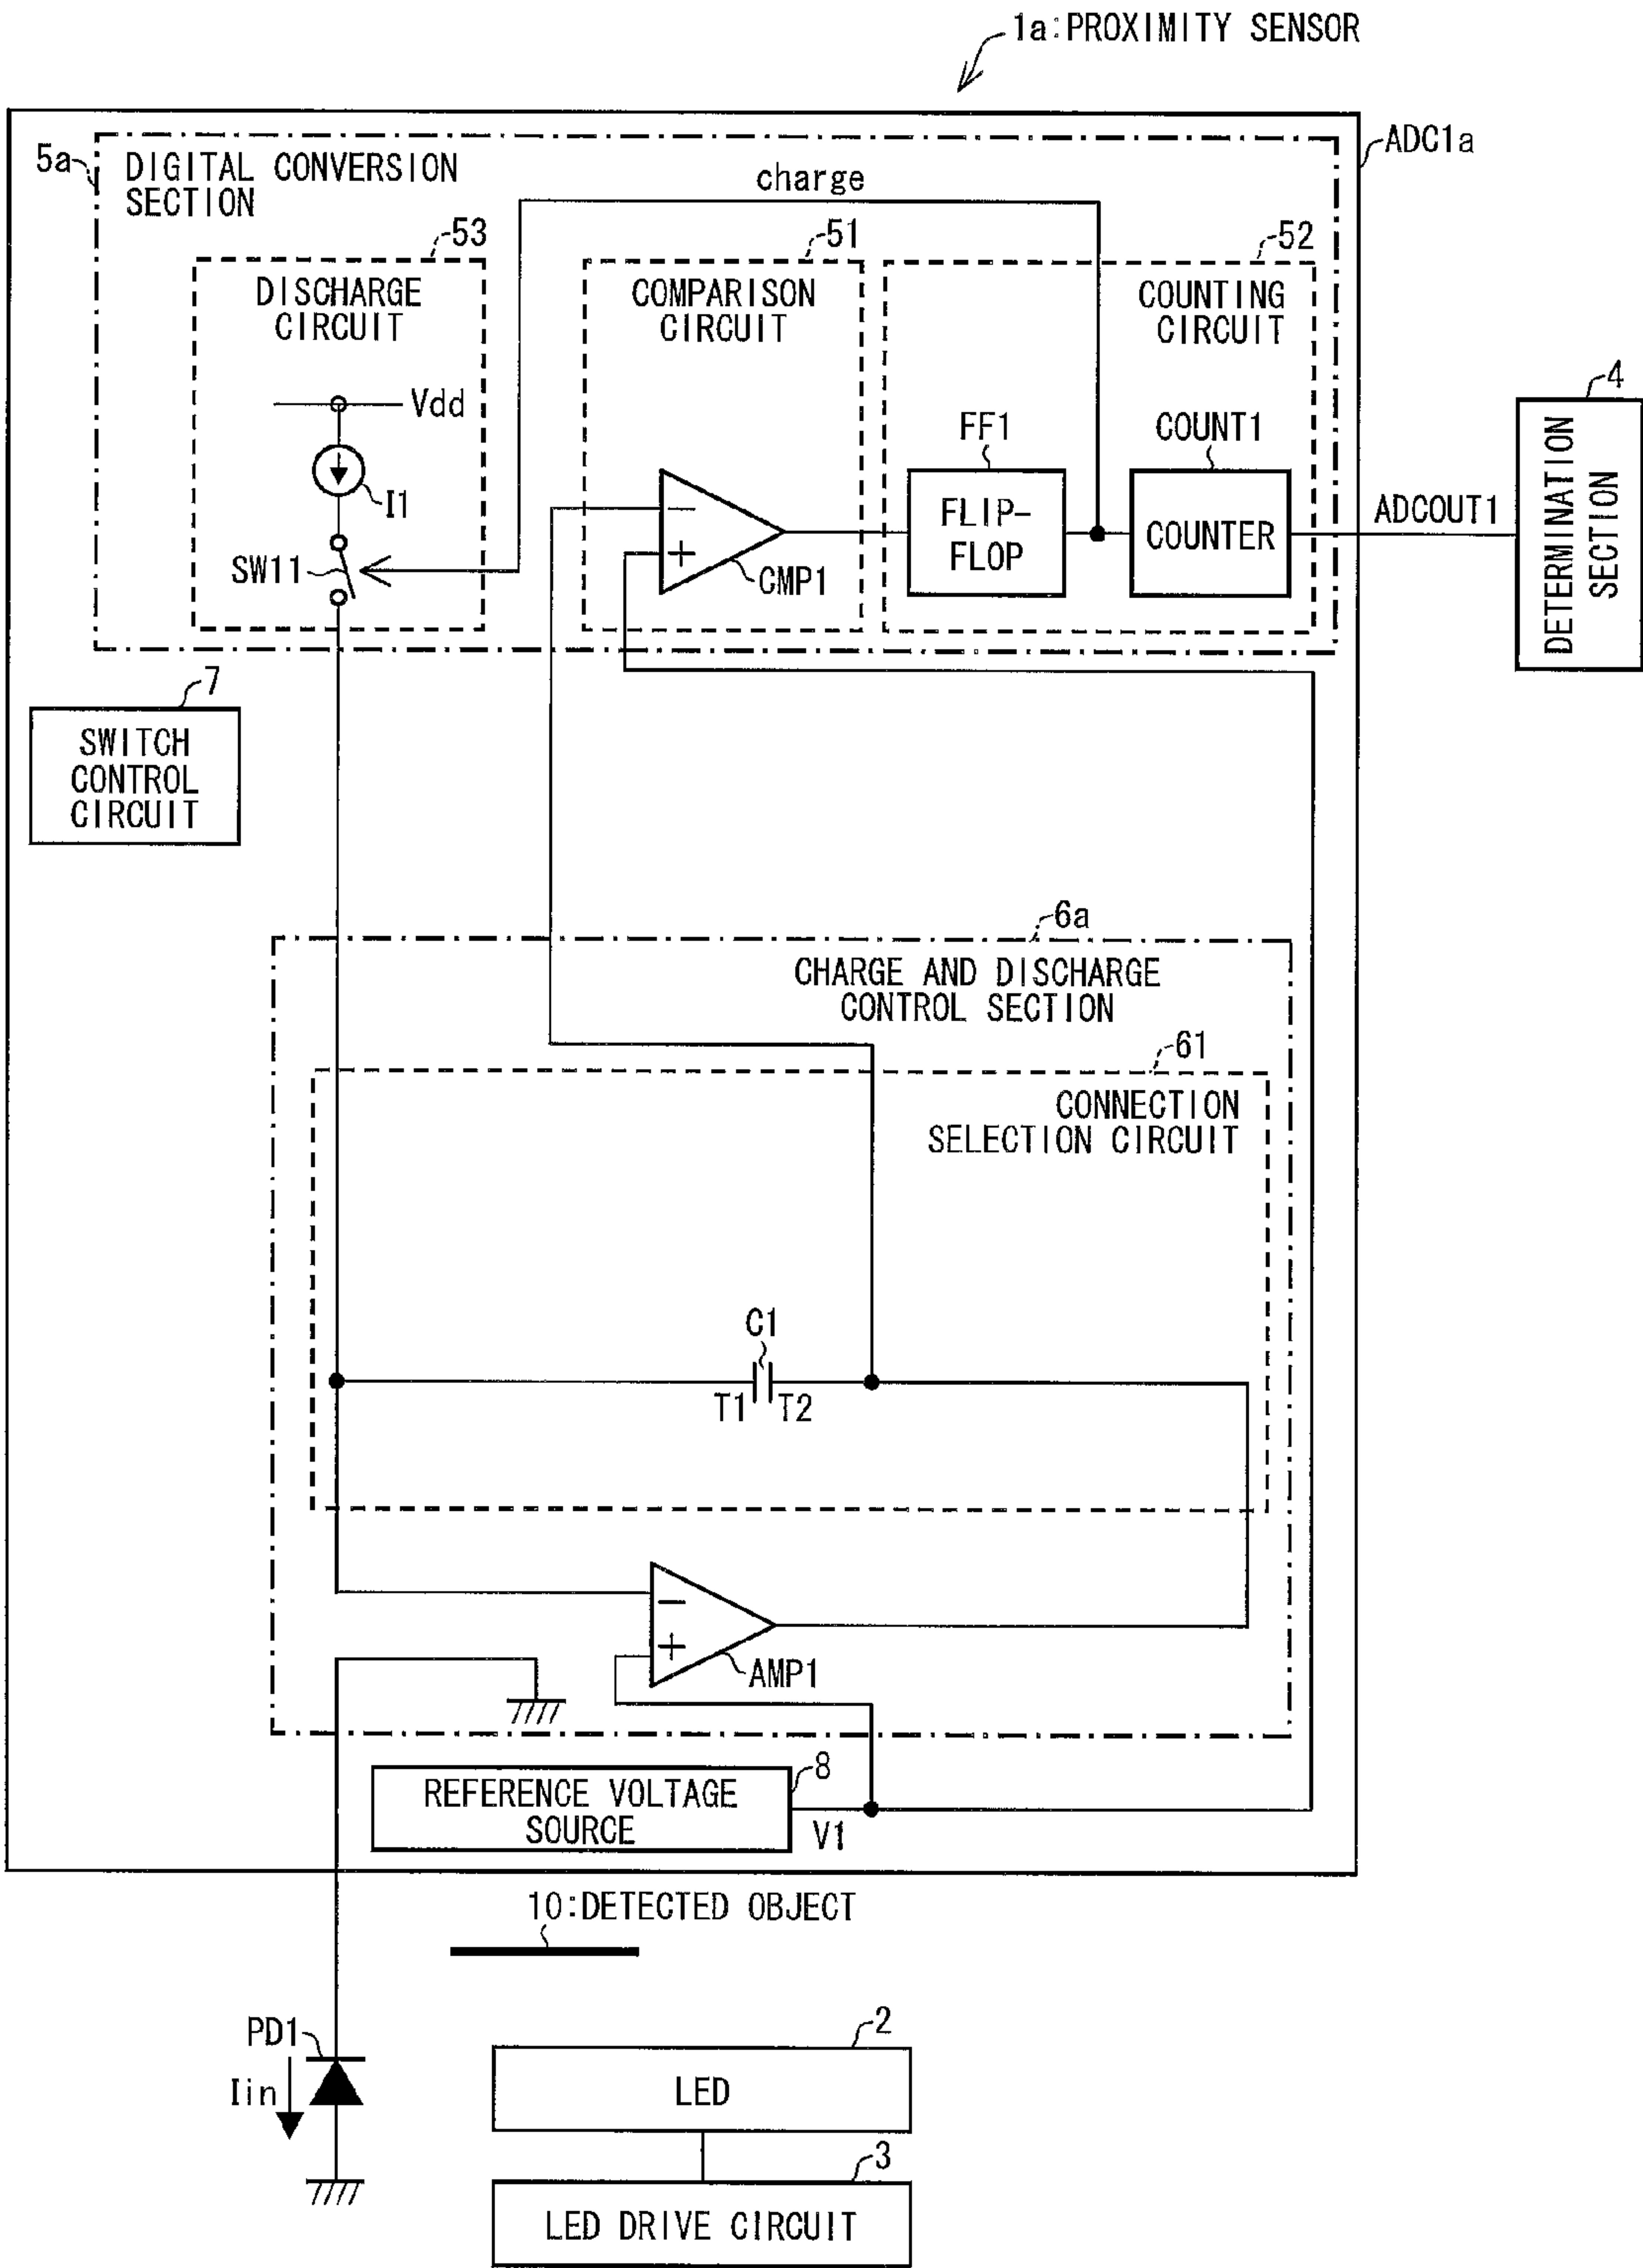 1a:PROXIMITY SENSOR
ADC1a
5a
DIGITAL CONVERSION
SECTION
charge
53
51
52
DISCHARGE
CIRCUIT
COMPARISON
CIRCUIT
COUNTING
CIRCUIT
Vdd
I1
SW11
−
+
CMP1
FF1
FLIP-
FLOP
COUNT1
COUNTER
ADCOUT1
4
DETERMINATION
SECTION
7
SWITCH
CONTROL
CIRCUIT
6a
CHARGE AND DISCHARGE
CONTROL SECTION
61
CONNECTION
SELECTION CIRCUIT
C1
T1
T2
−
+
AMP1
8
REFERENCE VOLTAGE
SOURCE
V1
10:DETECTED OBJECT
PD1
Iin
2
LED
3
LED DRIVE CIRCUIT